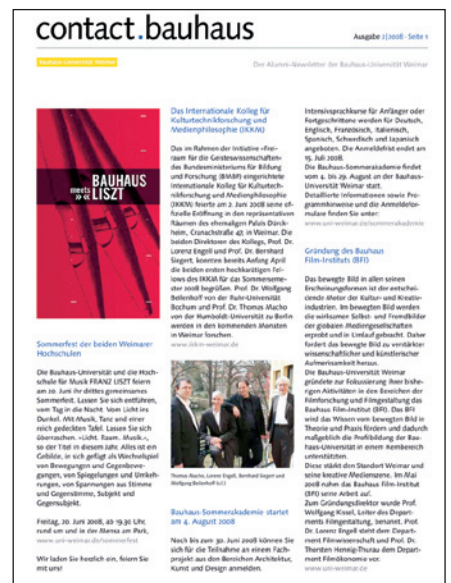 contact.bauhaus
Ausgabe 2|2008 · Seite 1
Bauhaus-Universität Weimar
Der Alumni-Newsletter der Bauhaus-Universität Weimar
BAUHAUS
meets
»«
LISZT
Sommerfest der beiden Weimarer
Hochschulen
Die Bauhaus-Universität und die Hoch-
schule für Musik FRANZ LISZT feiern
am 20. Juni ihr drittes gemeinsames
Sommerfest. Lassen Sie sich entführen,
vom Tag in die Nacht. Vom Licht ins
Dunkel. Mit Musik, Tanz und einer
reich gedeckten Tafel. Lassen Sie sich
überraschen. »Licht. Raum. Musik.«,
so der Titel des Abends. Alles ist ein
Gebilde, in sich gefügt als Wechselspiel
von Bewegungen und Gegenbewe-
gungen, von Spiegelungen und Umkeh-
rungen, von Spannungen aus Stimme
und Gegenstimme, Subjekt und
Gegensubjekt.
Freitag, 20. Juni 2008, ab 19.30 Uhr,
rund um und in der Mensa am Park,
www.uni-weimar.de/sommerfest
Wir laden Sie herzlich ein, feiern Sie
mit uns!
Das Internationale Kolleg für
Kulturtechnikforschung und
Medienphilosophie (IKKM)
Das im Rahmen der Initiative »Frei-
raum für die Geisteswissenschaften«
des Bundesministeriums für Bildung
und Forschung (BMBF) eingerichtete
Internationale Kolleg für Kulturtech-
nikforschung und Medienphilosophie
(IKKM) feierte am 2. Juni 2008 seine of-
fizielle Eröffnung in den repräsentativen
Räumen des ehemaligen Palais Dürck-
heim, Cranachstraße 47, in Weimar. Die
beiden Direktoren des Kollegs, Prof. Dr.
Lorenz Engell und Prof. Dr. Bernhard
Siegert, konnten bereits Anfang April
die beiden ersten hochkarätigen Fel-
lows des IKKM für das Sommersemes-
ter 2008 begrüßen. Prof. Dr. Wolfgang
Beilenhoff von der Ruhr-Universität
Bochum und Prof. Dr. Thomas Macho
von der Humboldt-Universität zu Berlin
werden in den kommenden Monaten
in Weimar forschen.
www.ikkm-weimar.de
Thomas Macho, Lorenz Engell, Bernhard Siegert und
Wolfgang Beilenhoff (v.l.)
Bauhaus-Sommerakademie startet
am 4. August 2008
Noch bis zum 30. Juni 2008 können Sie
sich für die Teilnahme an einem Fach-
projekt aus den Bereichen Architektur,
Kunst und Design anmelden.
Intensivsprachkurse für Anfänger oder
Fortgeschrittene werden für Deutsch,
Englisch, Französisch, Italienisch,
Spanisch, Schwedisch und Japanisch
angeboten. Die Anmeldefrist endet am
15. Juli 2008.
Die Bauhaus-Sommerakademie findet
vom 4. bis 29. August an der Bauhaus-
Universität Weimar statt.
Detaillierte Informationen sowie Pro-
grammhinweise und die Anmeldefor-
mulare finden Sie unter:
www.uni-weimar.de/sommerakademie
Gründung des Bauhaus
Film-Instituts (BFI)
Das bewegte Bild in allen seinen
Erscheinungsformen ist der entschei-
dende Motor der Kultur- und Kreativ-
industrien. Im bewegten Bild werden
die wirksamen Selbst- und Fremdbilder
der globalen Mediengesellschaften
erprobt und in Umlauf gebracht. Daher
fordert das bewegte Bild zu verstärkter
wissenschaftlicher und künstlerischer
Aufmerksamkeit heraus.
Die Bauhaus-Universität Weimar
gründete zur Fokussierung ihrer bishe-
rigen Aktivitäten in den Bereichen der
Filmforschung und Filmgestaltung das
Bauhaus Film-Institut (BFI). Das BFI
wird das Wissen vom bewegten Bild in
Theorie und Praxis fördern und dadurch
maßgeblich die Profilbildung der Bau-
haus-Universität in einem Kernbereich
unterstützen.
Diese stärkt den Standort Weimar und
seine kreative Medienszene. Im Mai
2008 nahm das Bauhaus Film-Institut
(BFI) seine Arbeit auf.
Zum Gründungsdirektor wurde Prof.
Wolfgang Kissel, Leiter des Depart-
ments Filmgestaltung, benannt. Prof.
Dr. Lorenz Engell steht dem Depart-
ment Filmwissenschaft und Prof. Dr.
Thorsten Hennig-Thurau dem Depart-
ment Filmökonomie vor.
www.uni-weimar.de